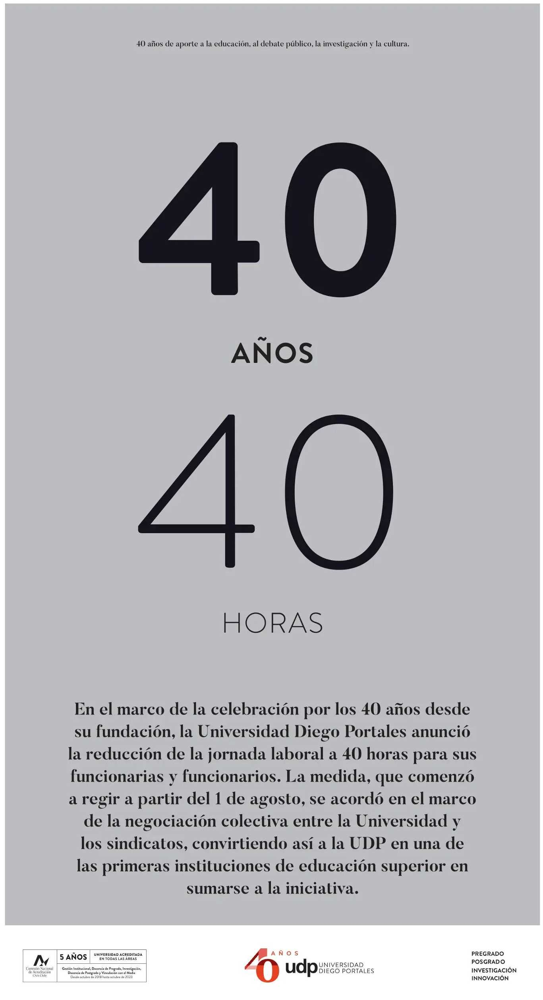 40 años de aporte a la educación, al debate público, la investigación y la cultura.
40
AÑOS
40
HORAS
En el marco de la celebración por los 40 años desde
su fundación, la Universidad Diego Portales anunció
la reducción de la jornada laboral a 40 horas para sus
funcionarias y funcionarios. La medida, que comenzó
a regir a partir del 1 de agosto, se acordó en el marco
de la negociación colectiva entre la Universidad y
los sindicatos, convirtiendo así a la UDP en una de
las primeras instituciones de educación superior en
sumarse a la iniciativa.
Comisión Nacional
de Acreditación
CNA-Chile
5 AÑOS
UNIVERSIDAD ACREDITADA
EN TODAS LAS ÁREAS
Gestión Institucional, Docencia de Pregrado, Investigación,
Docencia de Postgrado y Vinculación con el Medio
Desde octubre de 2018 hasta octubre de 2023
40 AÑOS
udp UNIVERSIDAD
DIEGO PORTALES
PREGRADO
POSGRADO
INVESTIGACIÓN
INNOVACIÓN